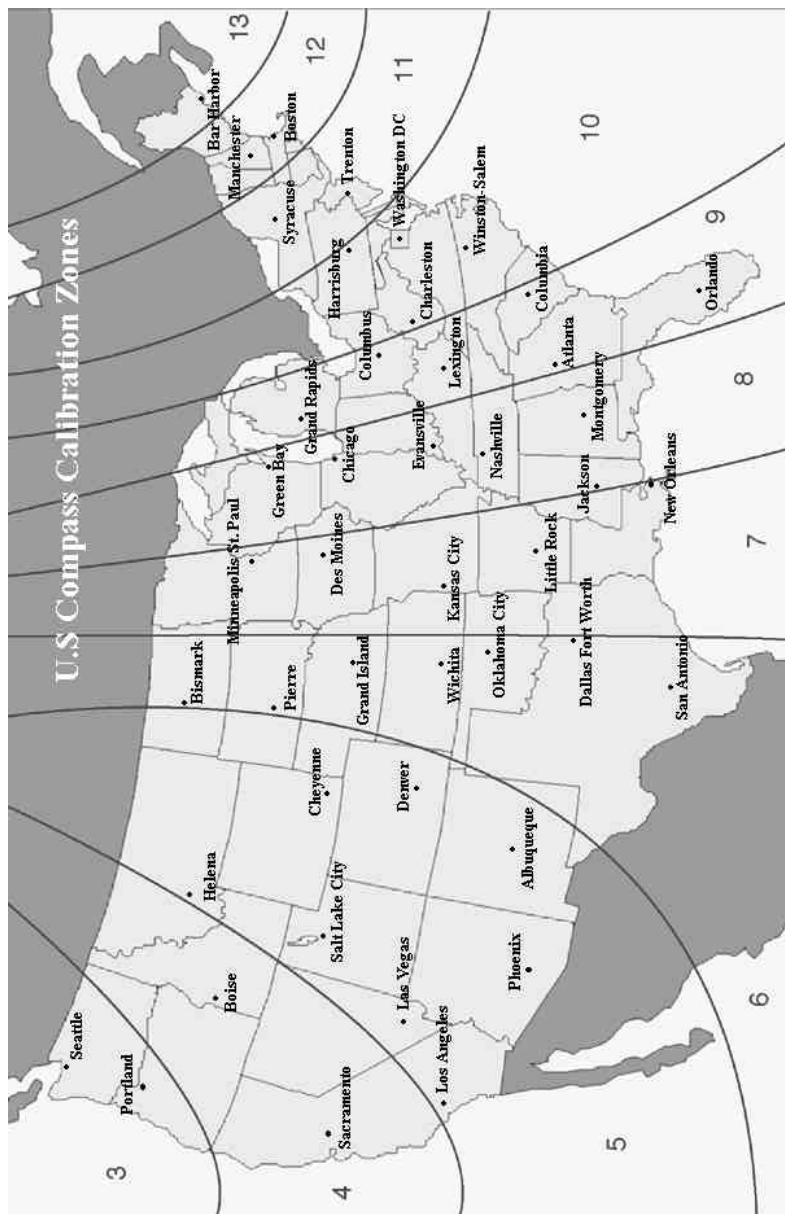 U.S Compass Calibration Zones
Seattle
Portland
Helena
Boise
Bismark
Pierre
Minneapolis St. Paul
Green Bay
Grand Rapids
Syracuse
Manchester
Bar Harbor
Boston
Sacramento
Salt Lake City
Cheyenne
Grand Island
Des Moines
Chicago
Columbus
Harrisburg
Trenton
Washington DC
Las Vegas
Denver
Wichita
Kansas City
Evansville
Lexington
Charleston
Winston-Salem
Los Angeles
Phoenix
Albuqueque
Oklahoma City
Little Rock
Nashville
Atlanta
Columbia
Dallas Fort Worth
Jackson
Montgomery
San Antonio
New Orleans
Orlando
3
4
5
6
7
8
9
10
11
12
13